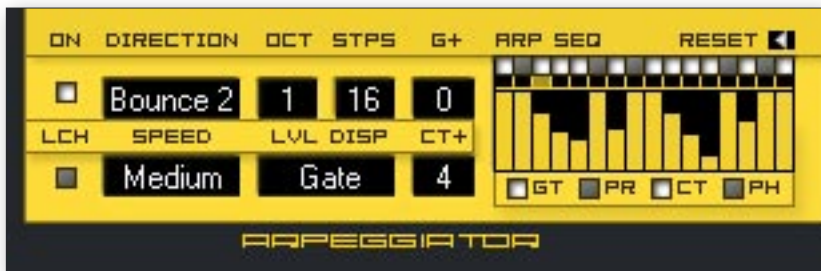 ON DIRECTION OCT STPS G+ ARP SEQ RESET
Bounce 2 1 16 0
LCH SPEED LVL DISP CT+
Medium Gate 4
GT PR CT PH
ARPEGGIATOR